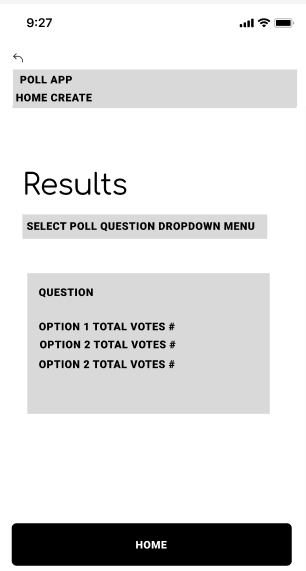 9:27
POLL APP
HOME CREATE
Results
SELECT POLL QUESTION DROPDOWN MENU
QUESTION
OPTION 1 TOTAL VOTES #
OPTION 2 TOTAL VOTES #
OPTION 2 TOTAL VOTES #
HOME